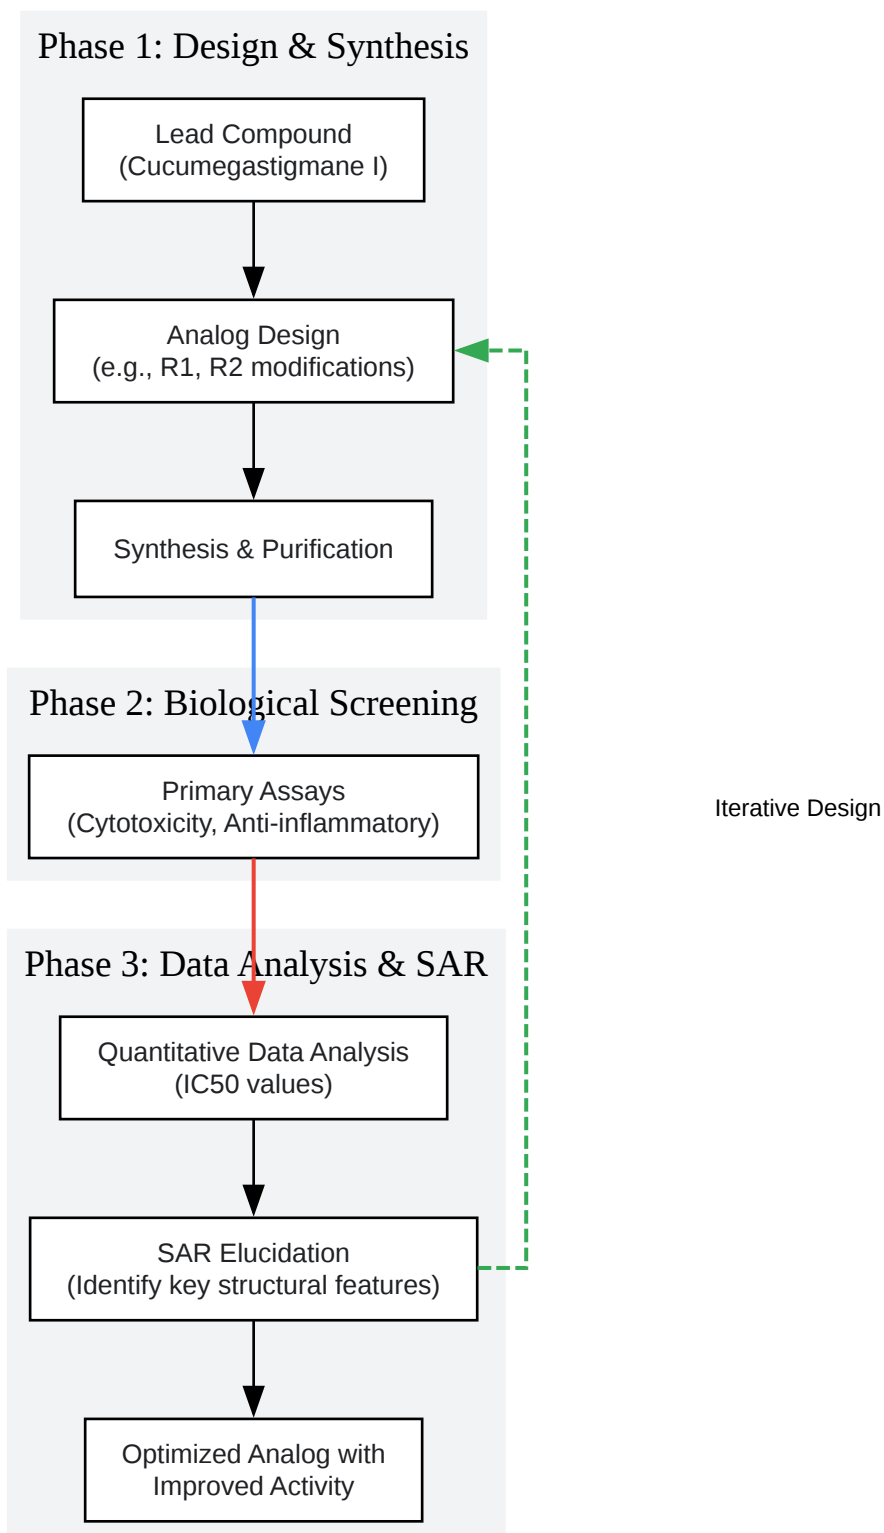 Phase 1: Design & Synthesis
Lead Compound
(Cucumegastigmane I)
Analog Design
(e.g., R1, R2 modifications)
Synthesis & Purification
Phase 2: Biological Screening
Primary Assays
(Cytotoxicity, Anti-inflammatory)
Iterative Design
Phase 3: Data Analysis & SAR
Quantitative Data Analysis
(IC50 values)
SAR Elucidation
(Identify key structural features)
Optimized Analog with
Improved Activity